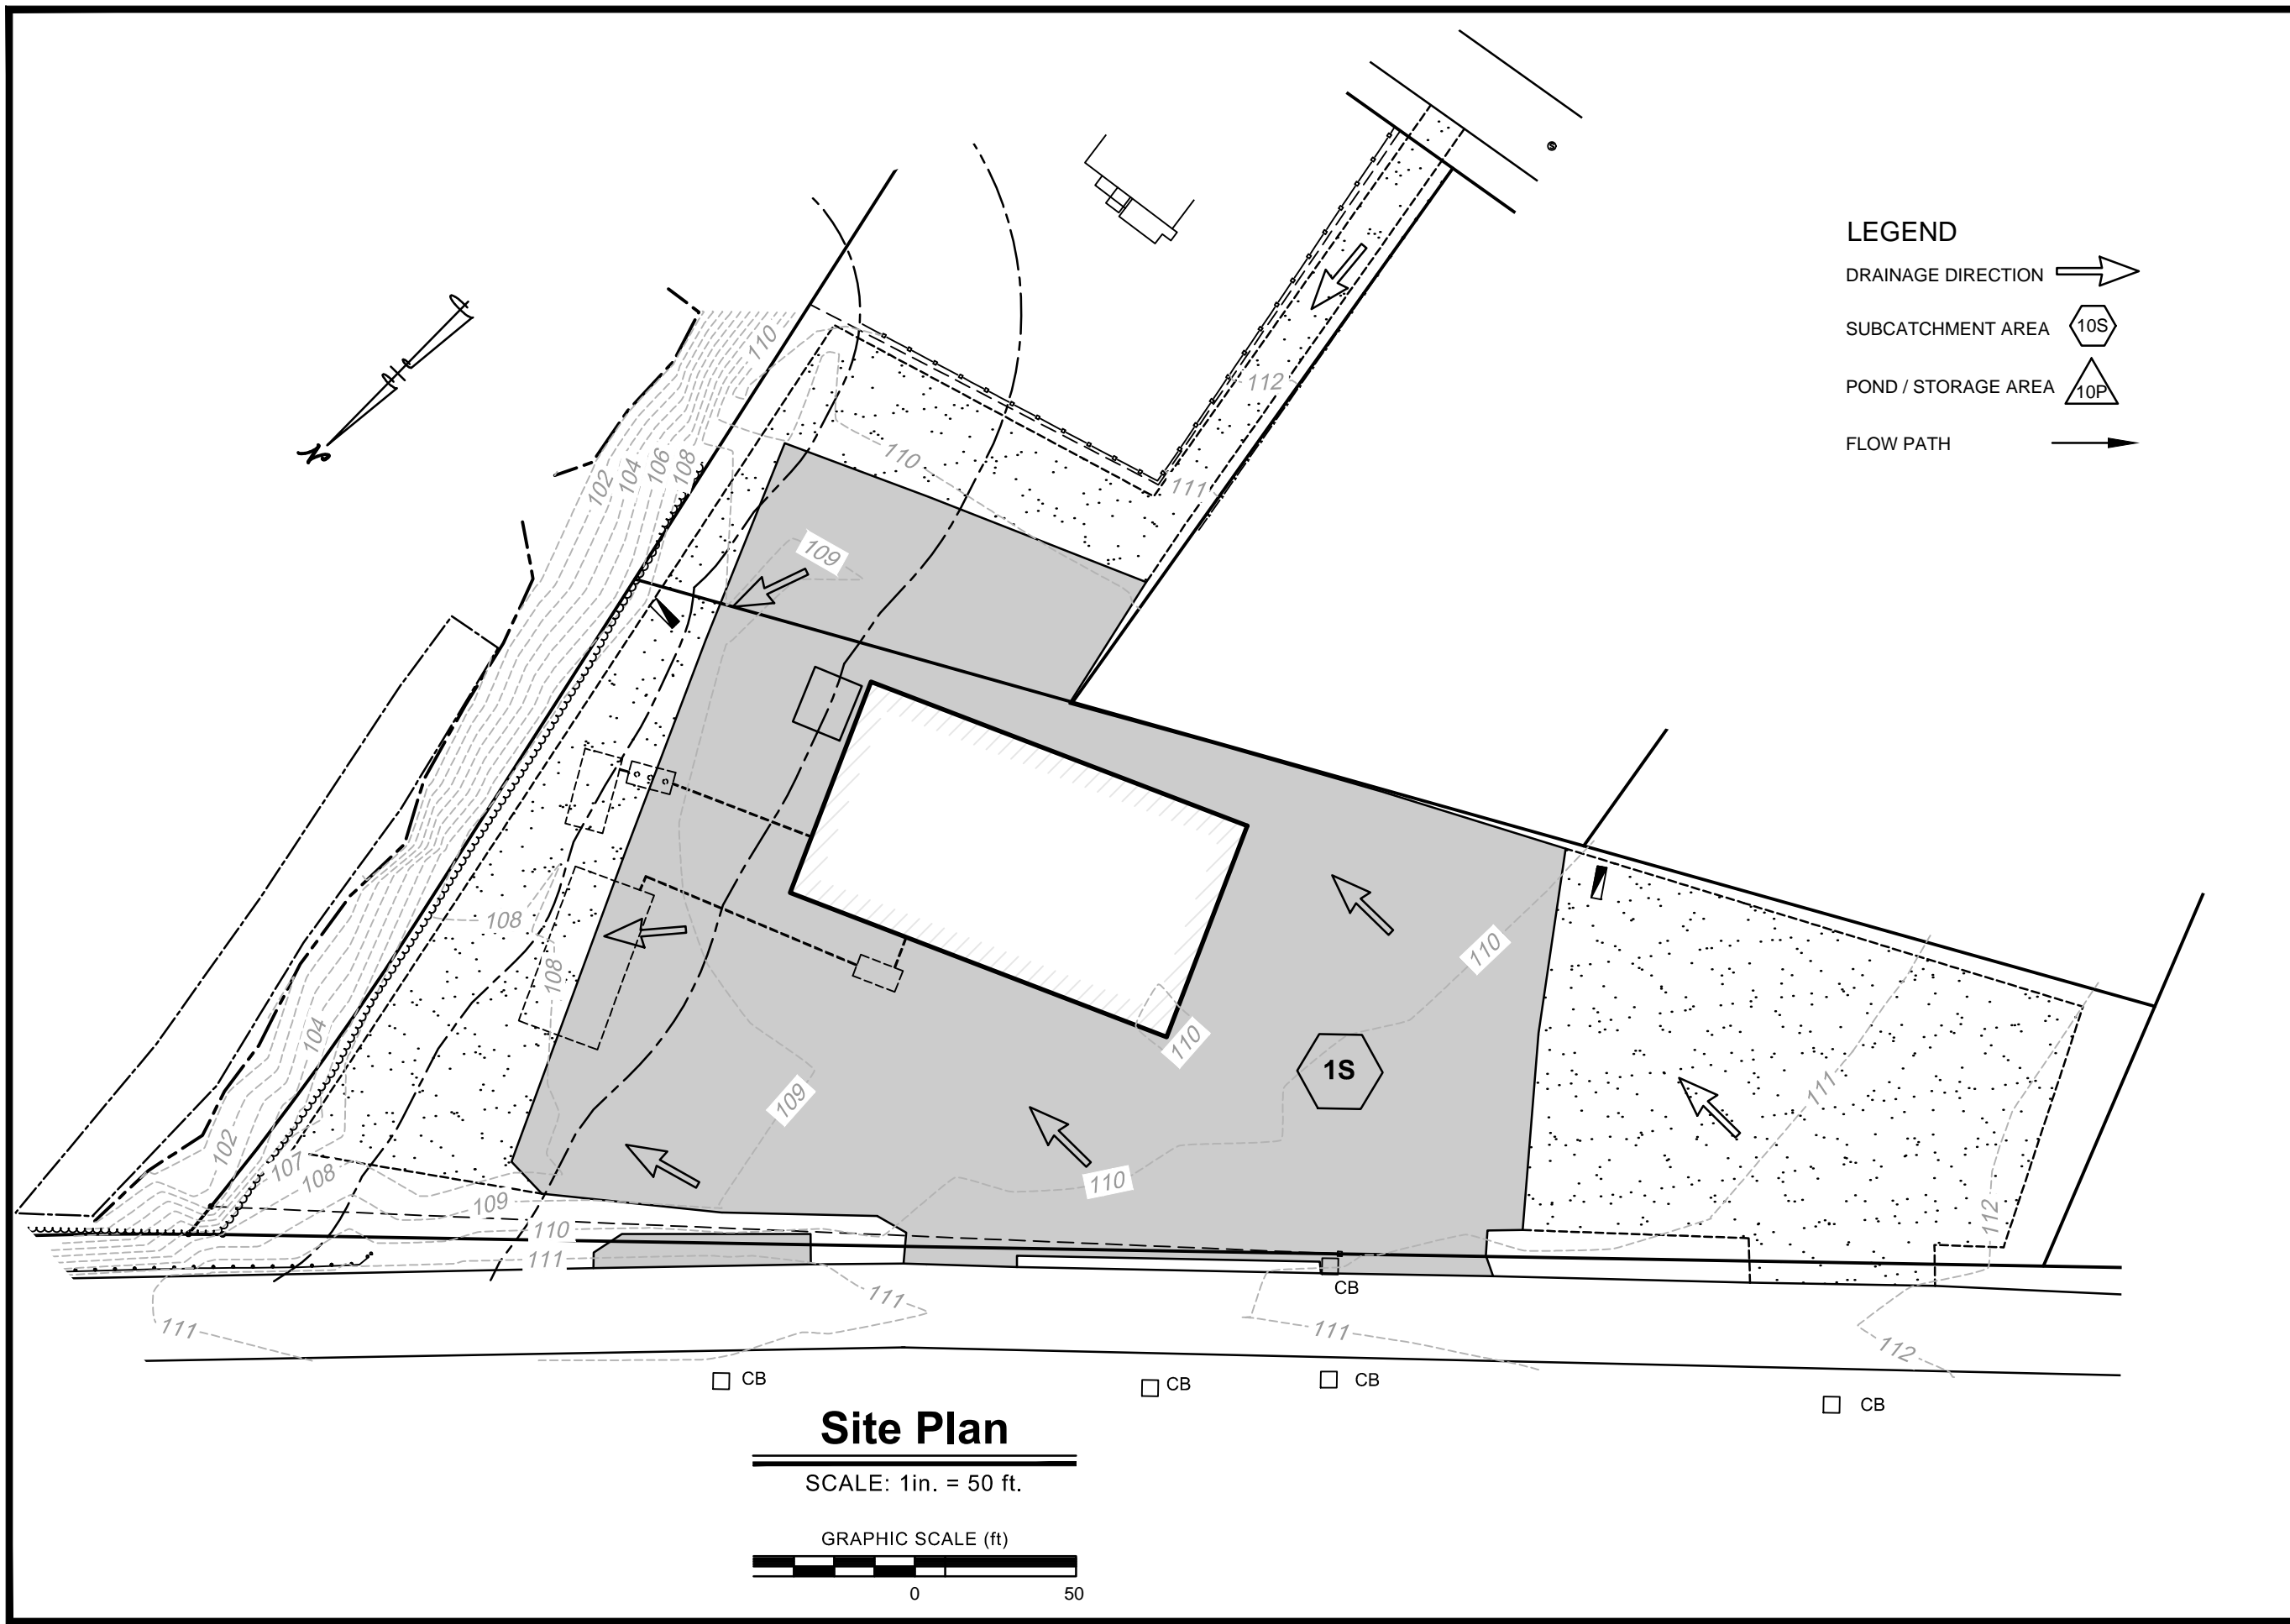 LEGEND
DRAINAGE DIRECTION
SUBCATCHMENT AREA 10S
POND / STORAGE AREA 10P
FLOW PATH
S
110
112
102
104
106
108
110
111
109
108
108
110
104
110
1S
111
109
102
107
108
109
110
110
112
111
111
CB
111
111
112
CB
CB
CB
CB
Site Plan
SCALE: 1in. = 50 ft.
GRAPHIC SCALE (ft)
0
50